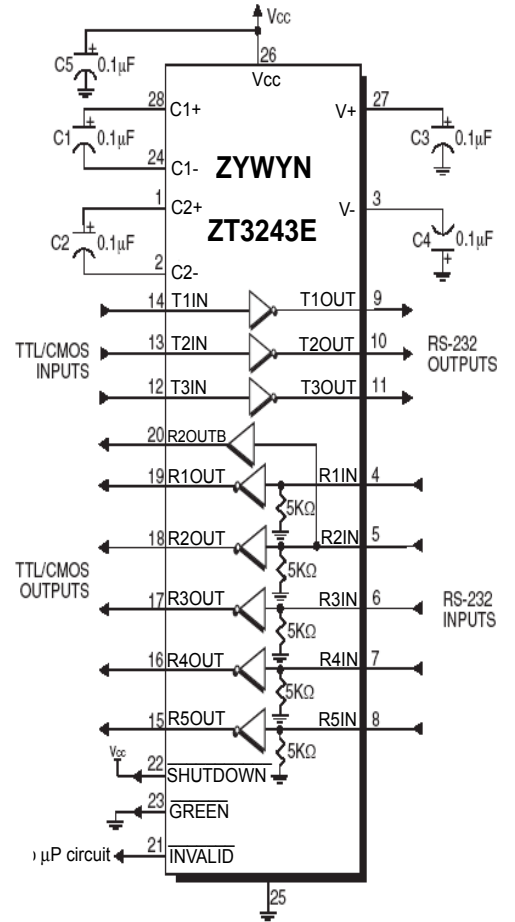 Vcc
26
Vcc
C5 + 0.1µF
28 C1+
V+ 27
C1 + 0.1µF
C3 + 0.1µF
24 C1-
ZYWYN
1 C2+
V- 3
ZT3243E
C2 + 0.1µF
C4 + 0.1µF
2 C2-
14 T1IN T1OUT 9
TTL/CMOS
INPUTS
13 T2IN T2OUT 10
RS-232
OUTPUTS
12 T3IN T3OUT 11
20 R2OUTB
19 R1OUT R1IN 4
5KΩ
18 R2OUT R2IN 5
5KΩ
TTL/CMOS
OUTPUTS
17 R3OUT R3IN 6
RS-232
INPUTS
5KΩ
16 R4OUT R4IN 7
5KΩ
15 R5OUT R5IN 8
5KΩ
Vcc
22 SHUTDOWN
23 GREEN
µP circuit 21 INVALID
25